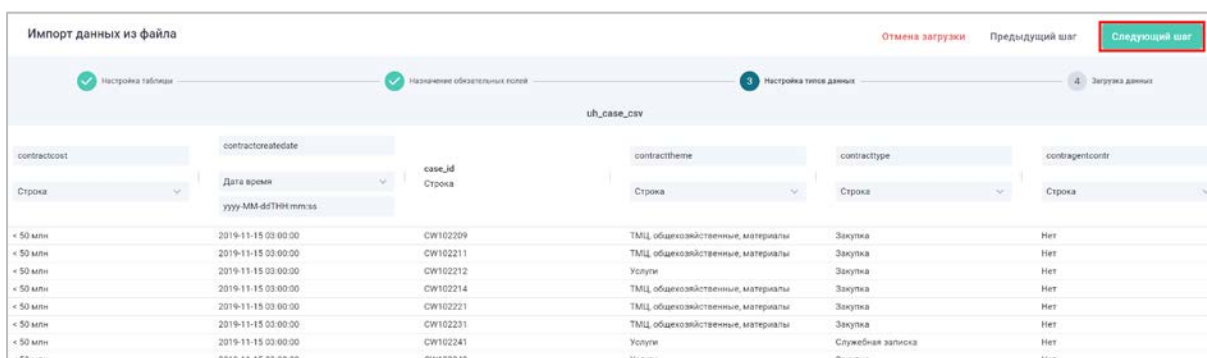 Импорт данных из файла Отмена загрузки Предыдущий шаг Следующий шаг
Настройка таблицы Назначение обязательных полей 3 Настройка типов данных 4 Загрузка данных
uh_case_csv
contractcost contractcreatedate case_id contracttheme contracttype contragentcontr
Строка Дата время Строка Строка Строка Строка
yyyy-MM-ddTHH:mm:ss
< 50 млн 2019-11-15 03:00:00 CW102209 ТМЦ, общехозяйственные, материалы Закупка Нет
< 50 млн 2019-11-15 03:00:00 CW102211 ТМЦ, общехозяйственные, материалы Закупка Нет
< 50 млн 2019-11-15 03:00:00 CW102212 Услуги Закупка Нет
< 50 млн 2019-11-15 03:00:00 CW102214 ТМЦ, общехозяйственные, материалы Закупка Нет
< 50 млн 2019-11-15 03:00:00 CW102221 ТМЦ, общехозяйственные, материалы Закупка Нет
< 50 млн 2019-11-15 03:00:00 CW102231 ТМЦ, общехозяйственные, материалы Закупка Нет
< 50 млн 2019-11-15 03:00:00 CW102241 Услуги Служебная записка Нет